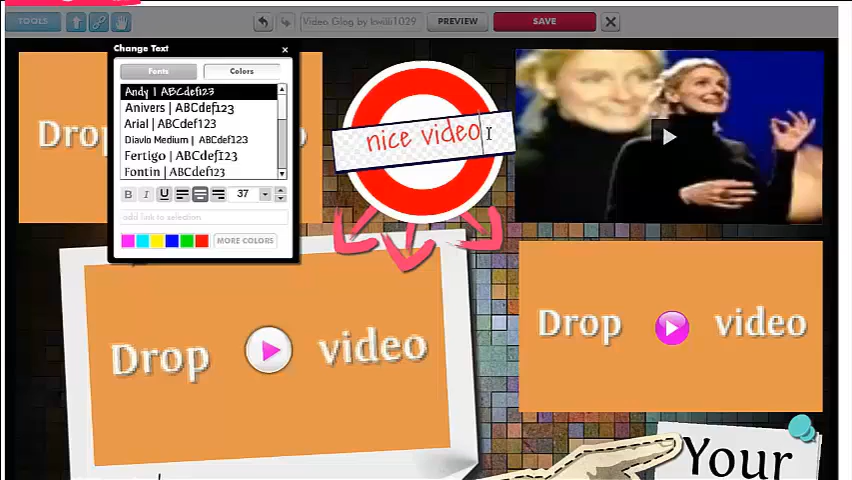 TOOLS
Video Glog by lowilli1029
PREVIEW
SAVE
Change Text
Fonts
Colors
Andy | ABCdef123
Anivers | ABCdef123
Arial | ABCdef123
Diavlo Medium | ABCdef123
Fertigo | ABCdef123
Fontin | ABCdef123
B I U
37
add link to selection
MORE COLORS
nice video
Drop
Drop video
Drop video
Your